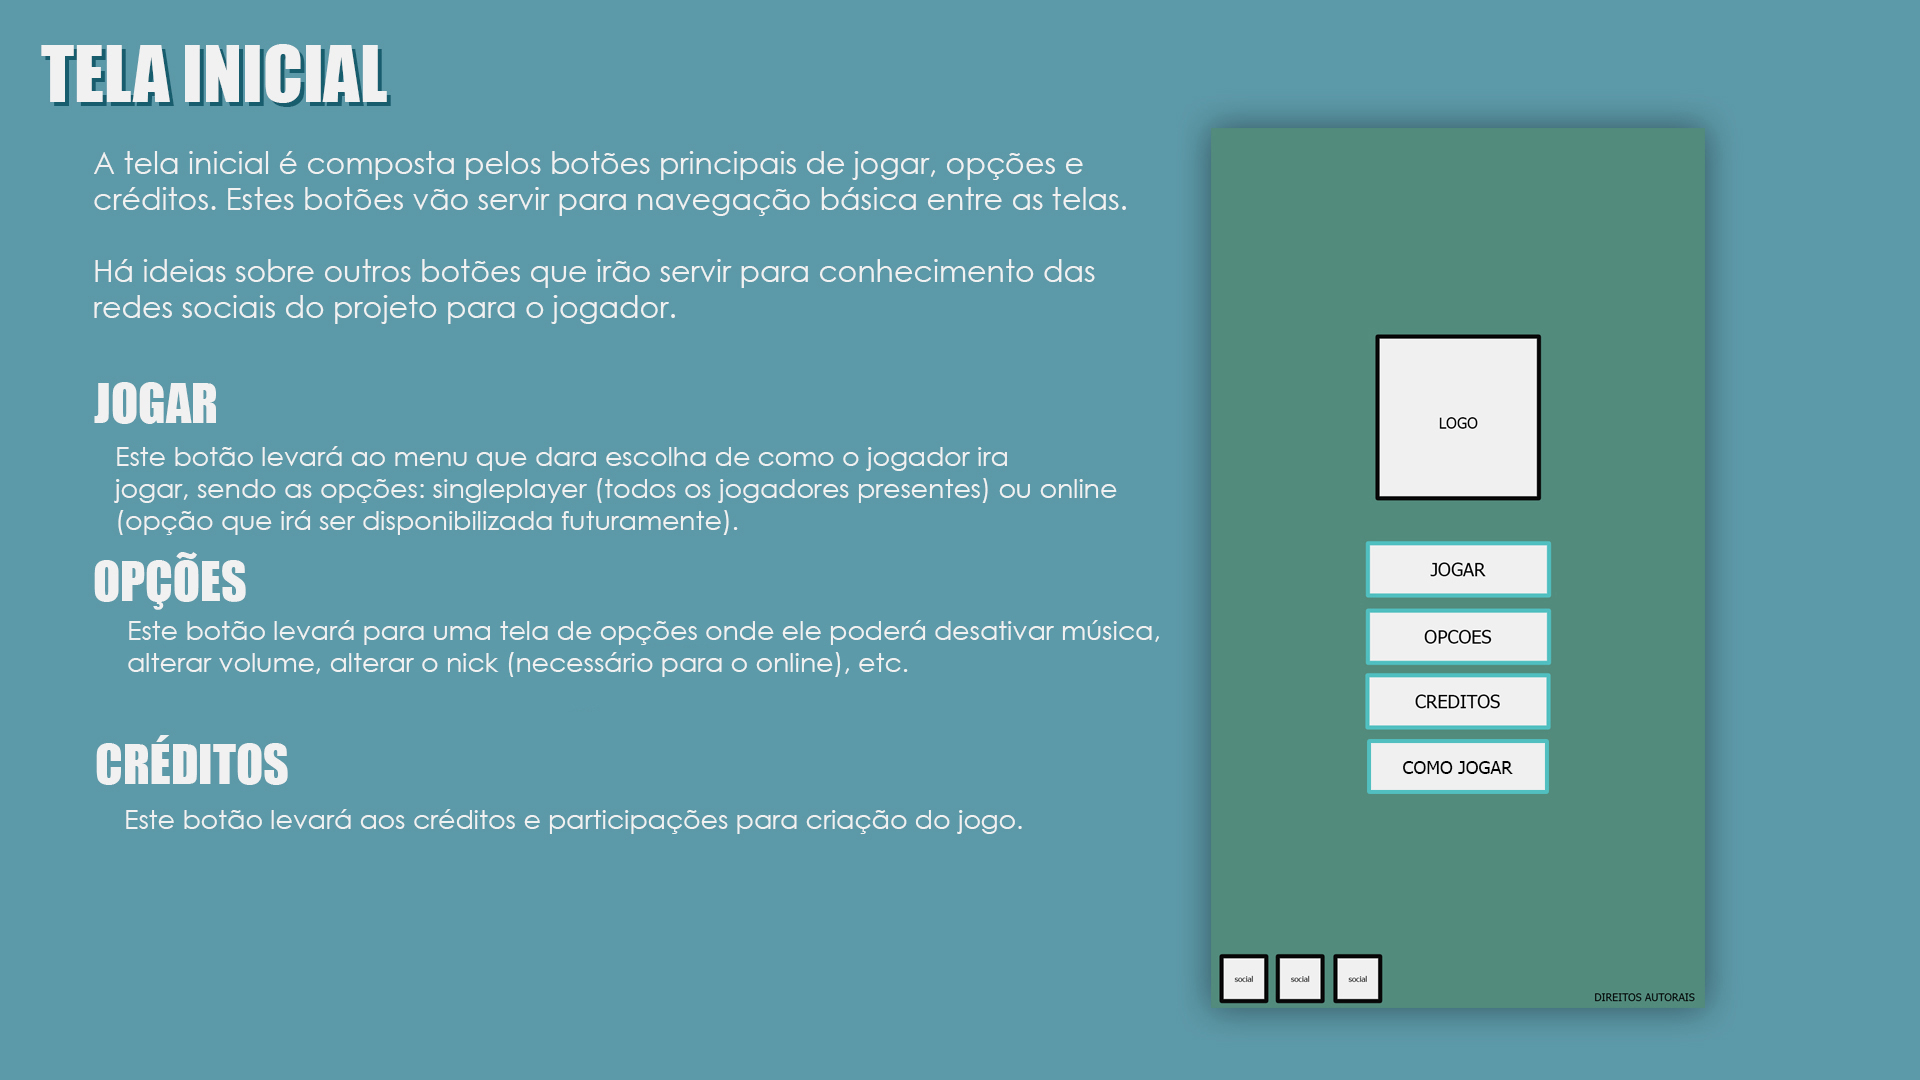 TELA INICIAL
A tela inicial é composta pelos botões principais de jogar, opções e
créditos. Estes botões vão servir para navegação básica entre as telas.
Há ideias sobre outros botões que irão servir para conhecimento das
redes sociais do projeto para o jogador.
JOGAR
Este botão levará ao menu que dara escolha de como o jogador ira
jogar, sendo as opções: singleplayer (todos os jogadores presentes) ou online
(opção que irá ser disponibilizada futuramente).
OPÇÕES
Este botão levará para uma tela de opções onde ele poderá desativar música,
alterar volume, alterar o nick (necessário para o online), etc.
CRÉDITOS
Este botão levará aos créditos e participações para criação do jogo.
LOGO
JOGAR
OPCOES
CREDITOS
COMO JOGAR
social
social
social
DIREITOS AUTORAIS